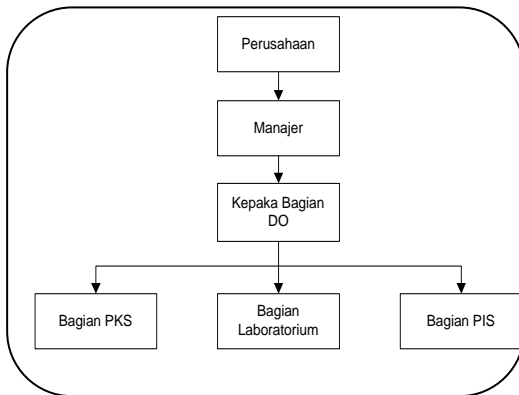 Perusahaan
Manajer
Kepaka Bagian
DO
Bagian PKS
Bagian
Laboratorium
Bagian PIS